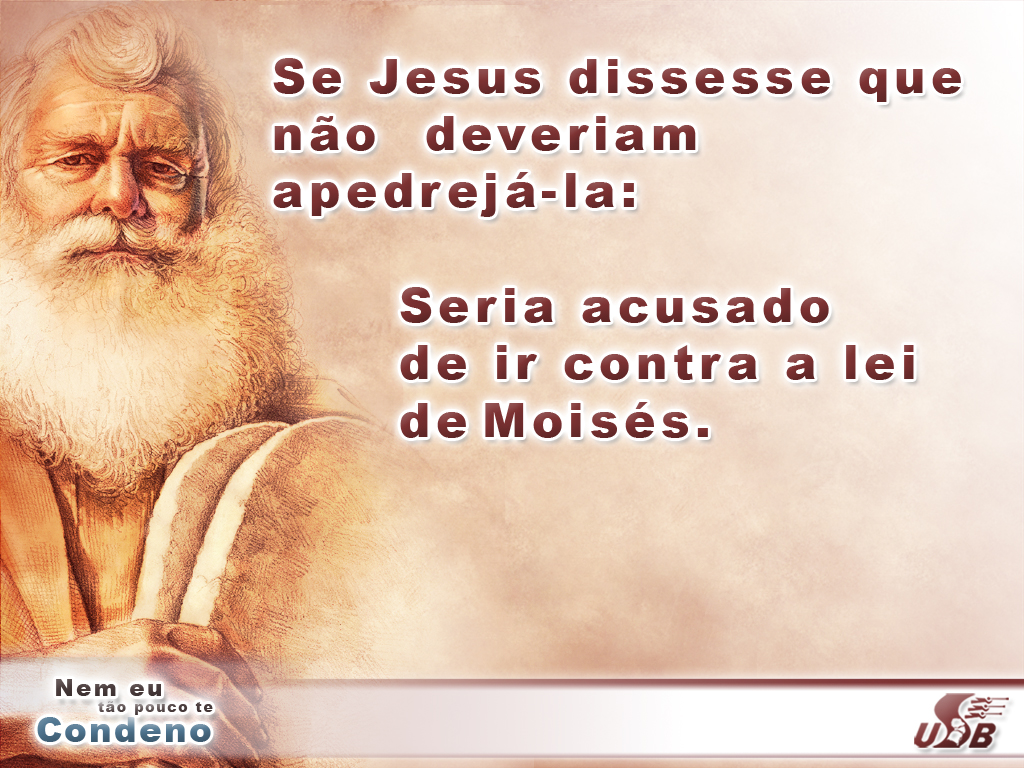 Se Jesus dissesse que
não deveriam
apedrejá-la:
Seria acusado
de ir contra a lei
de Moisés.
Nem eu
tão pouco te
Condeno
UDB